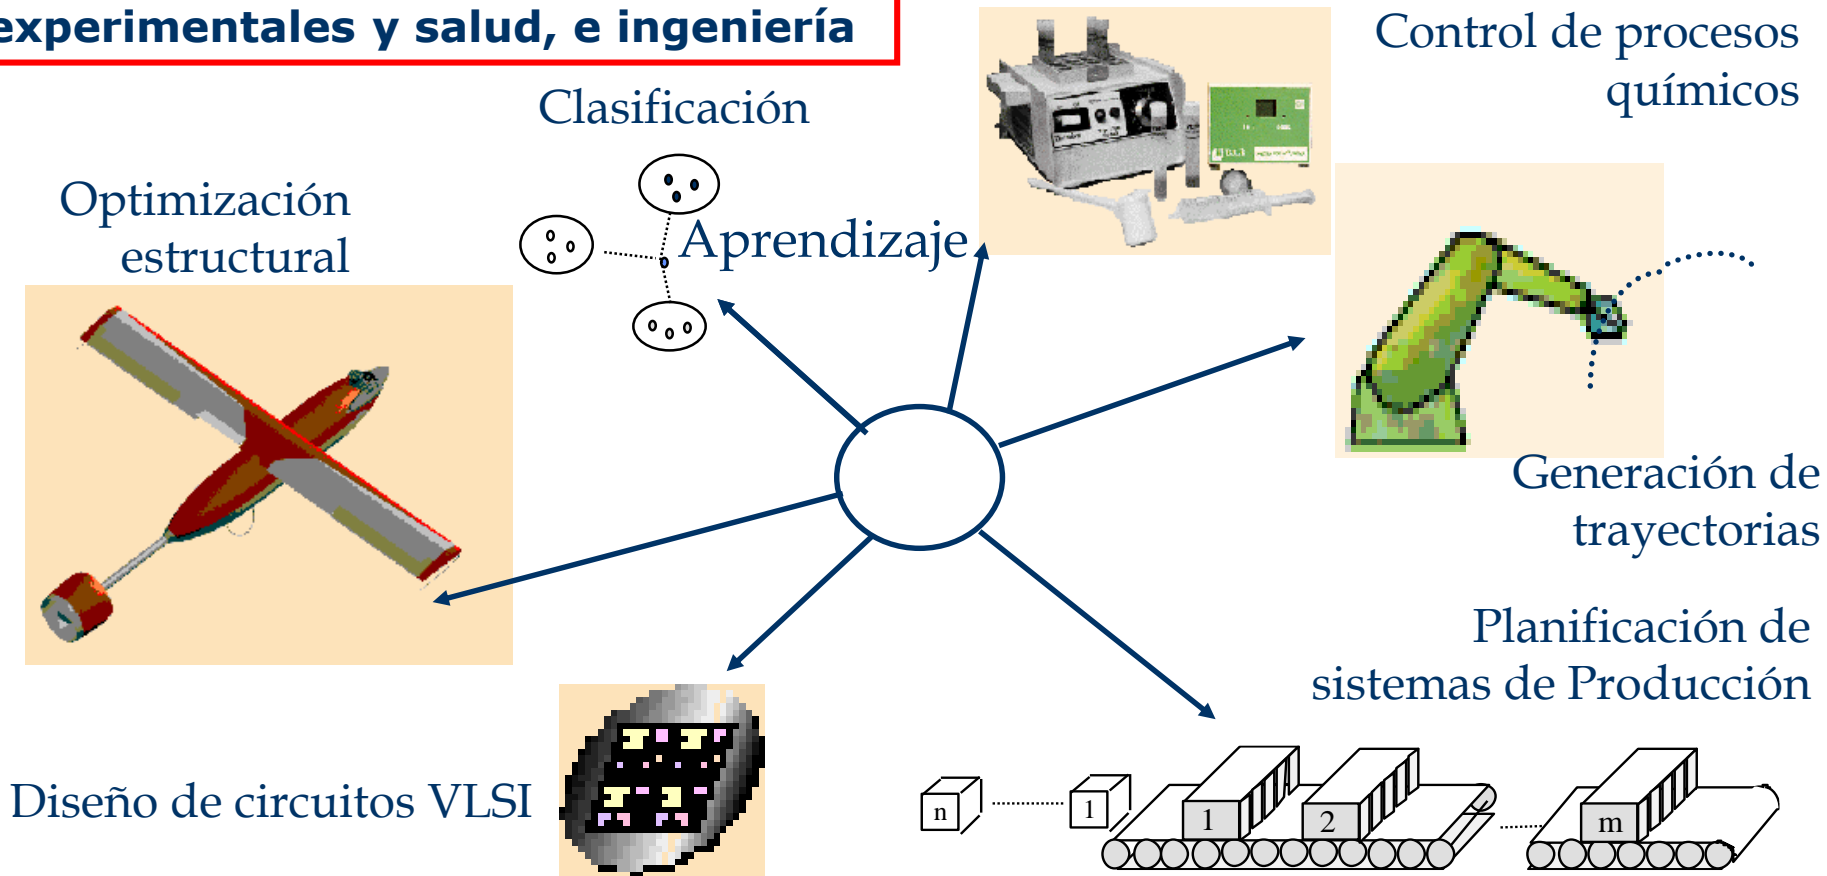 experimentales y salud, e ingeniería
Control de procesos
químicos
Clasificación
Optimización
estructural
Aprendizaje
Generación de
trayectorias
Planificación de
sistemas de Producción
Diseño de circuitos VLSI
n
1
1
2
m